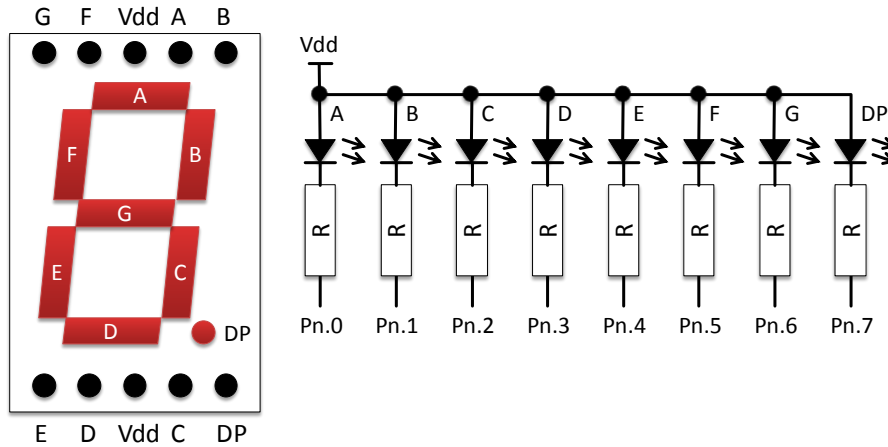 G F Vdd A B
A
F
B
G
E
C
D
DP
E D Vdd C DP
Vdd
A B C D E F G DP
R R R R R R R R
Pn.0 Pn.1 Pn.2 Pn.3 Pn.4 Pn.5 Pn.6 Pn.7